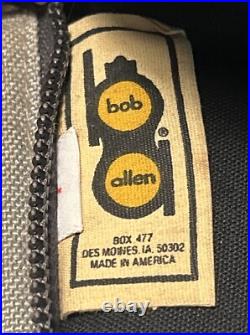 bob
®
allen
BOX 477
DES MOINES, IA. 50302
MADE IN AMERICA